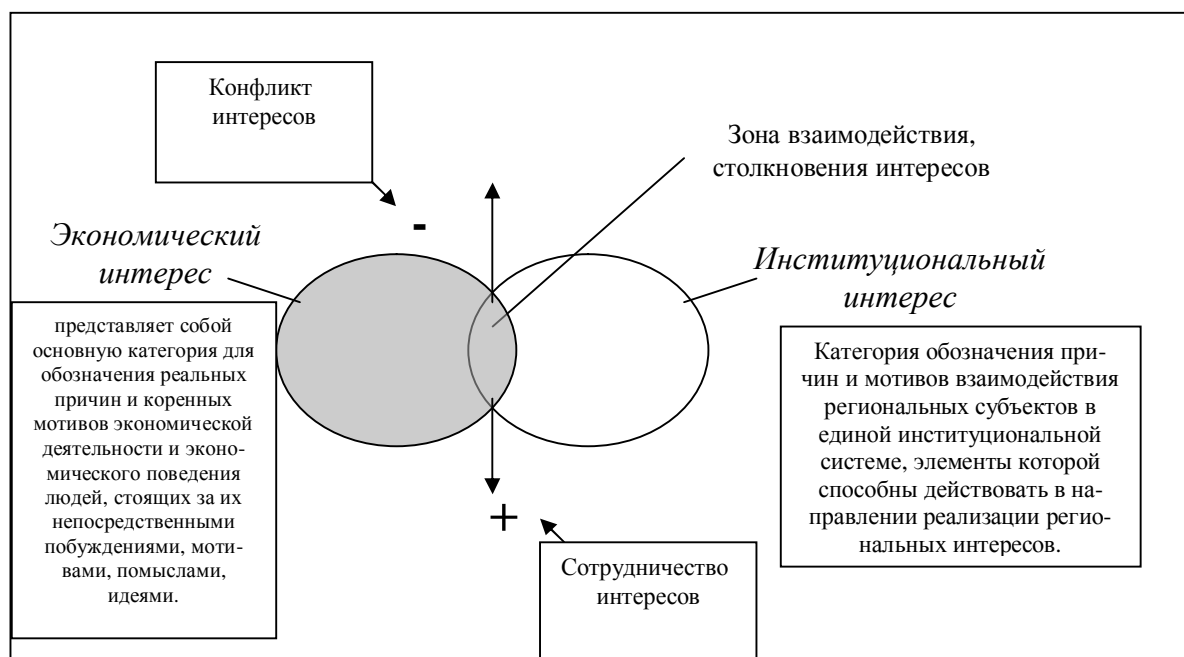 Конфликт
интересов
Зона взаимодействия,
столкновения интересов
-
Экономический
интерес
Институциональный
интерес
представляет собой
основную категория для
обозначения реальных
причин и коренных
мотивов экономической
деятельности и эконо-
мического поведения
людей, стоящих за их
непосредственными
побуждениями, моти-
вами, помыслами,
идеями.
Категория обозначения при-
чин и мотивов взаимодействия
региональных субъектов в
единой институциональной
системе, элементы которой
способны действовать в на-
правлении реализации регио-
нальных интересов.
+
Сотрудничество
интересов